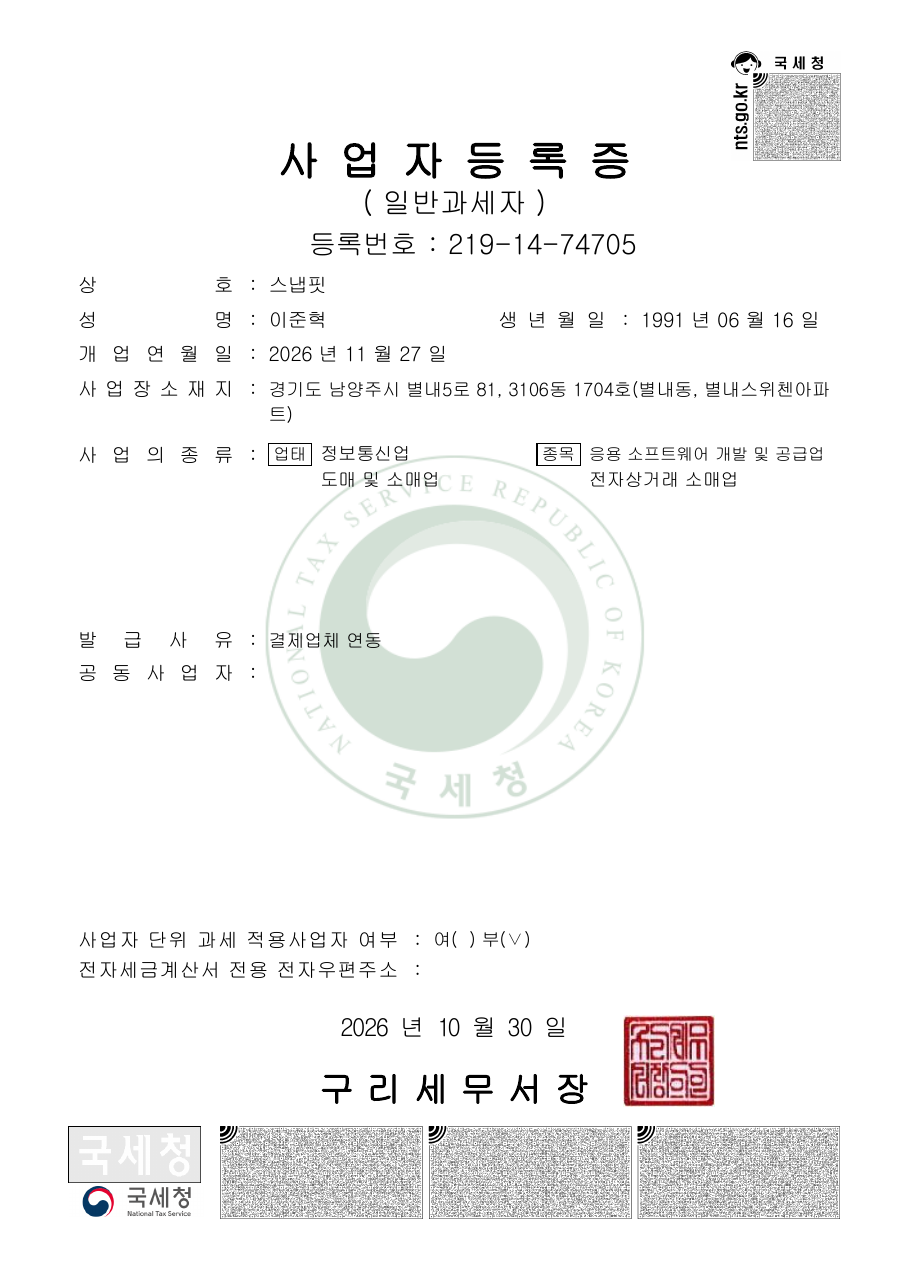 국세청
nts.go.kr
사업자등록증
( 일반과세자 )
등록번호 : 219-14-74705
상 호 : 스냅핏
성 명 : 이준혁 생 년 월 일 : 1991 년 06 월 16 일
개 업 연 월 일 : 2026 년 11 월 27 일
사 업 장 소 재 지 : 경기도 남양주시 별내5로 81, 3106동 1704호(별내동, 별내스위첸아파
트)
사 업 의 종 류 : 업태 정보통신업 종목 응용 소프트웨어 개발 및 공급업
도매 및 소매업 전자상거래 소매업
NATIONAL TAX SERVICE REPUBLIC OF KOREA
국세청
발 급 사 유 : 결제업체 연동
공 동 사 업 자 :
사업자 단위 과세 적용사업자 여부 : 여( ) 부(∨)
전자세금계산서 전용 전자우편주소 :
2026 년 10 월 30 일
구리세무서장
국세청
국세청
National Tax Service